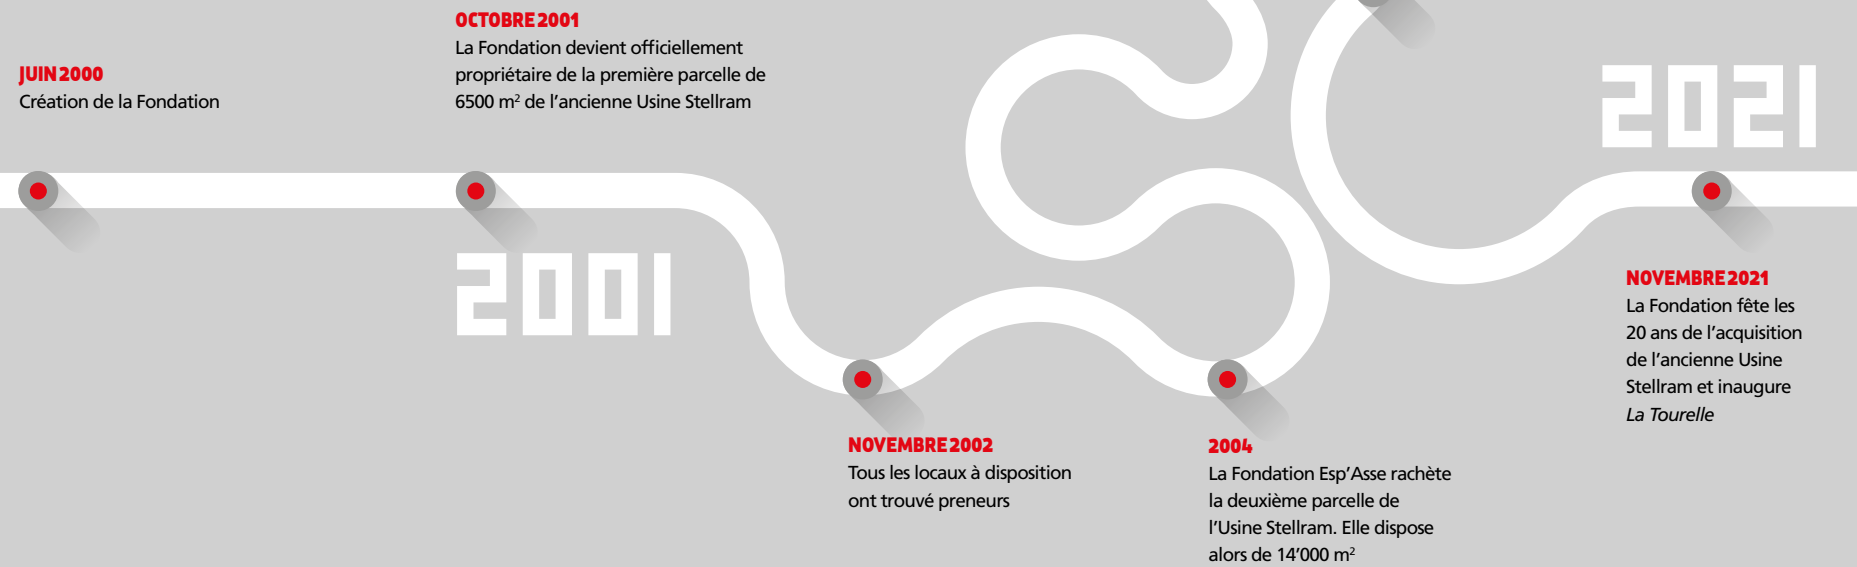 JUIN 2000
Création de la Fondation
OCTOBRE 2001
La Fondation devient officiellement
propriétaire de la première parcelle de
6500 m² de l'ancienne Usine Stellram
2001
NOVEMBRE 2002
Tous les locaux à disposition
ont trouvé preneurs
2004
La Fondation Esp'Asse rachète
la deuxième parcelle de
l'Usine Stellram. Elle dispose
alors de 14'000 m²
2021
NOVEMBRE 2021
La Fondation fête les
20 ans de l'acquisition
de l'ancienne Usine
Stellram et inaugure
La Tourelle